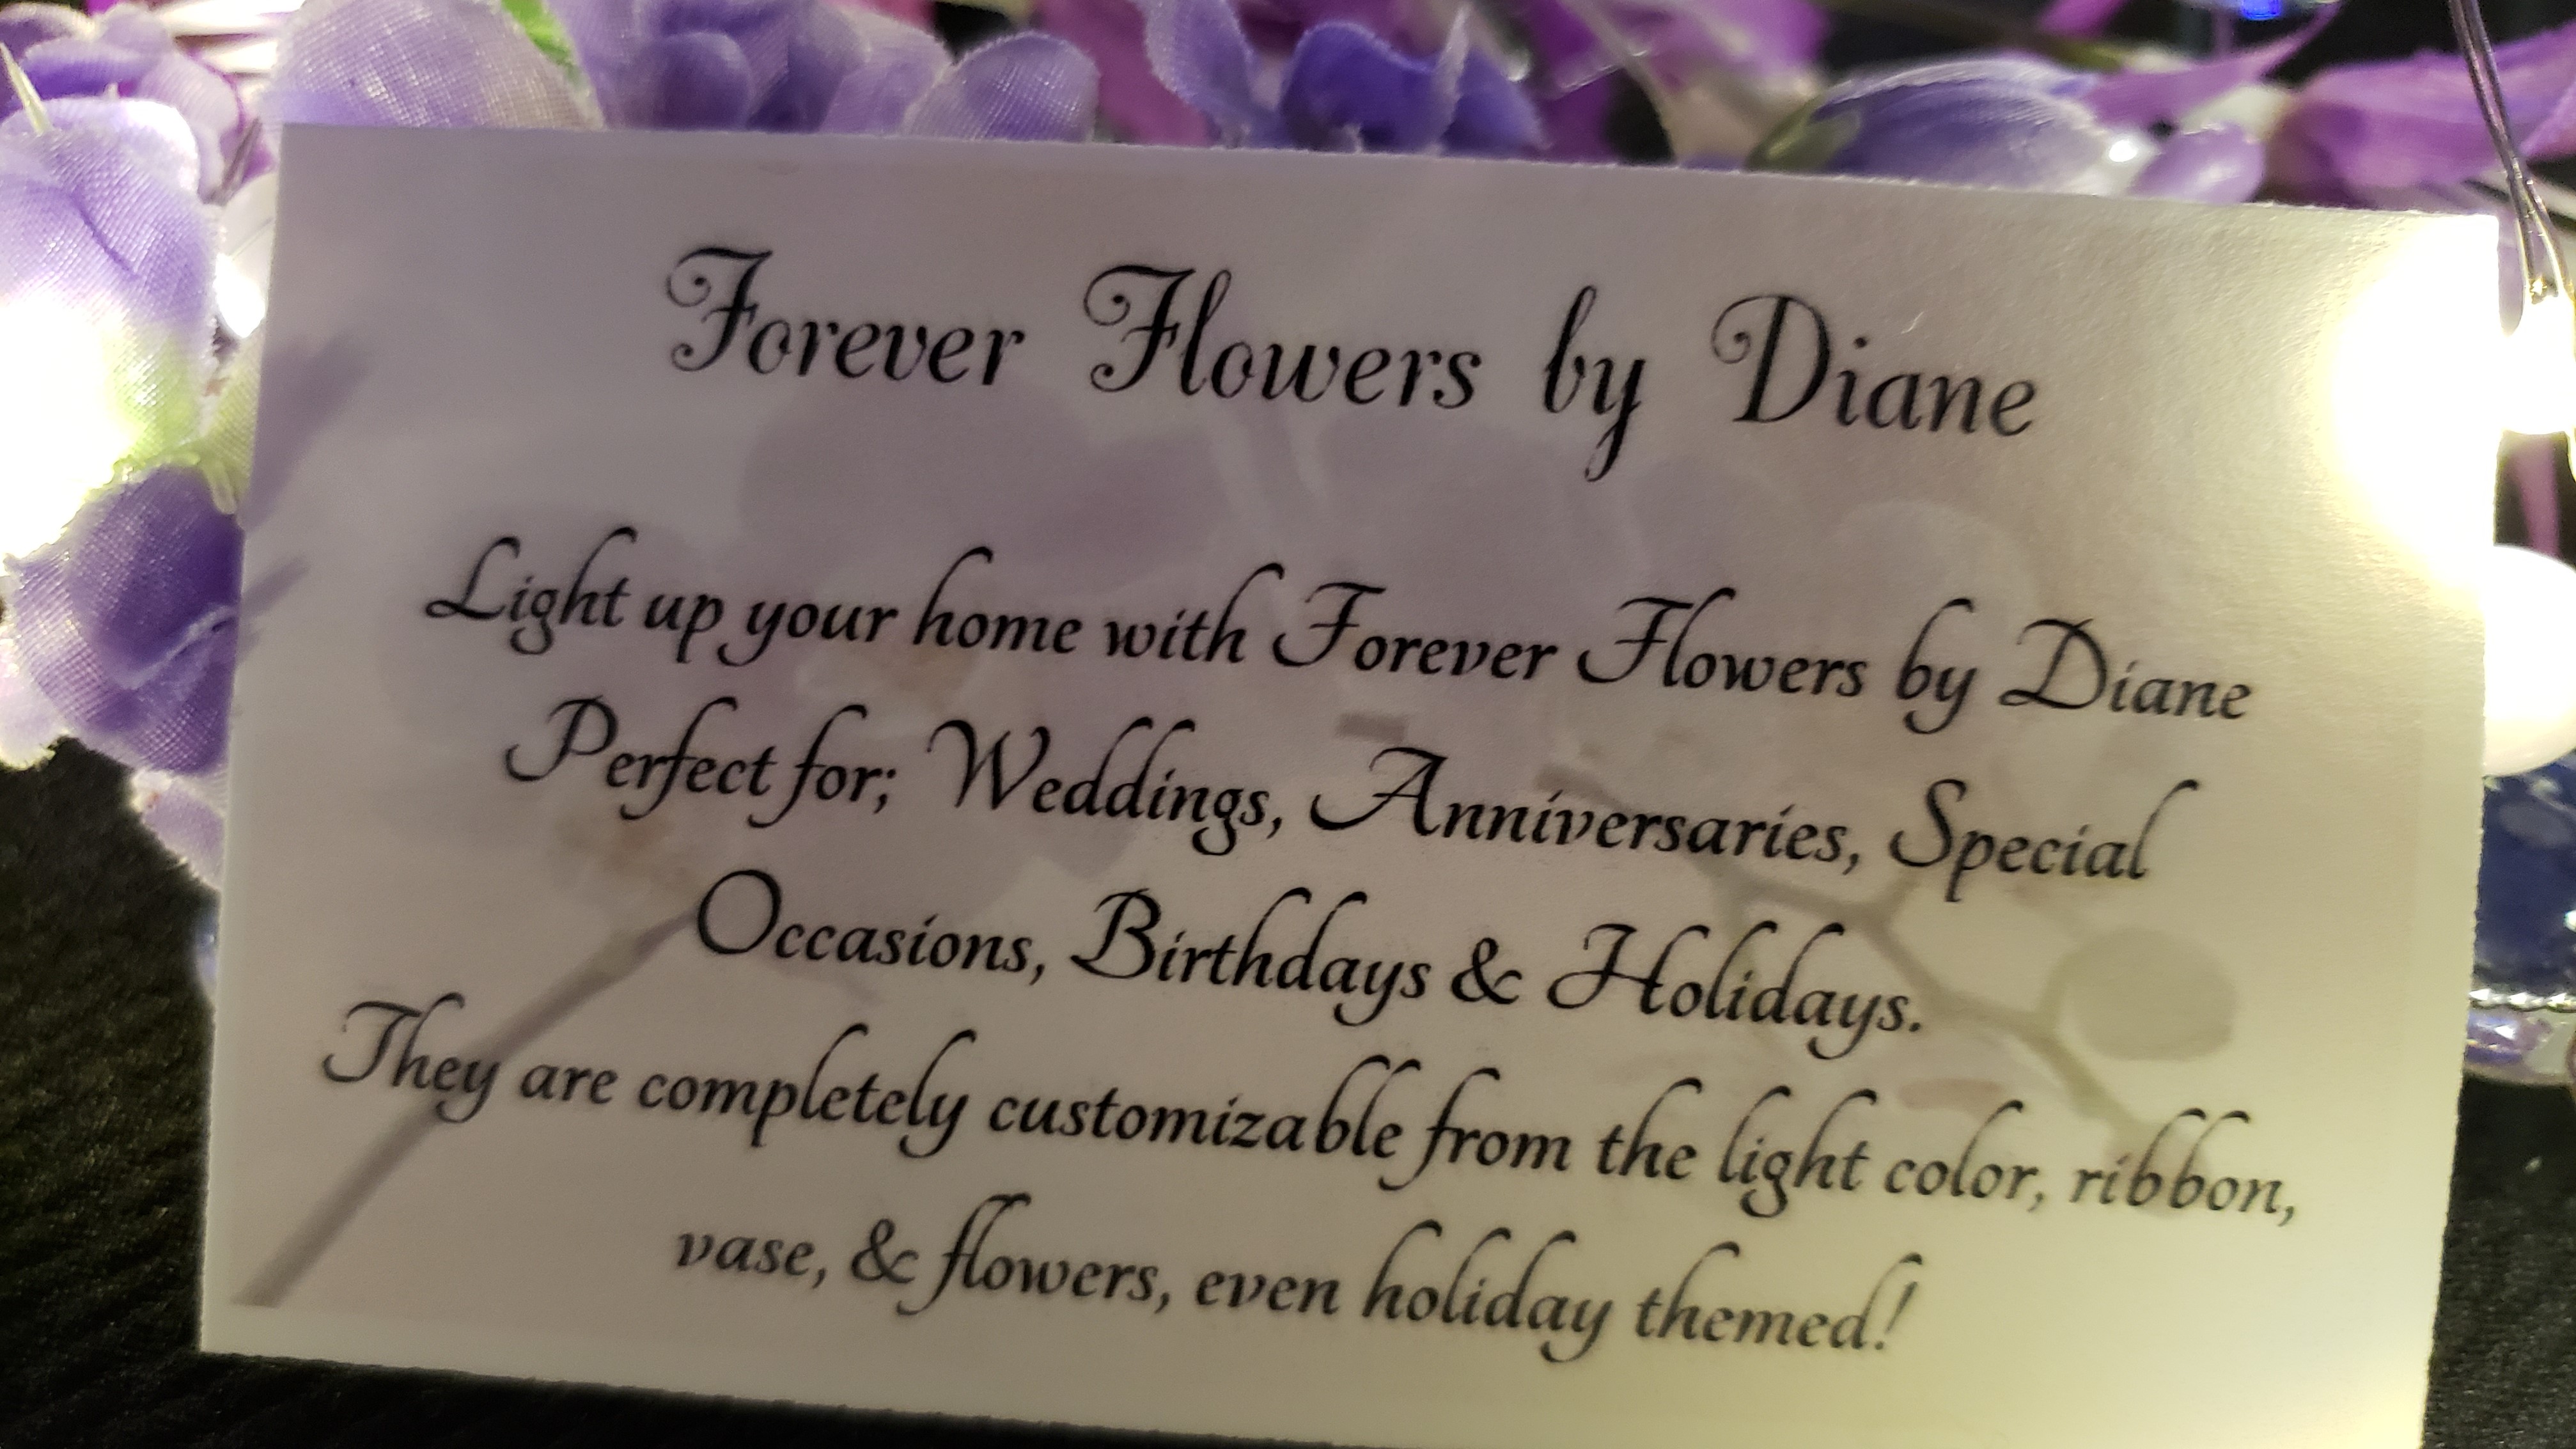 Forever Flowers by Diane
Light up your home with Forever Flowers by Diane
Perfect for; Weddings, Anniversaries, Special
Occasions, Birthdays & Holidays.
They are completely customizable from the light color, ribbon,
vase, & flowers, even holiday themed!